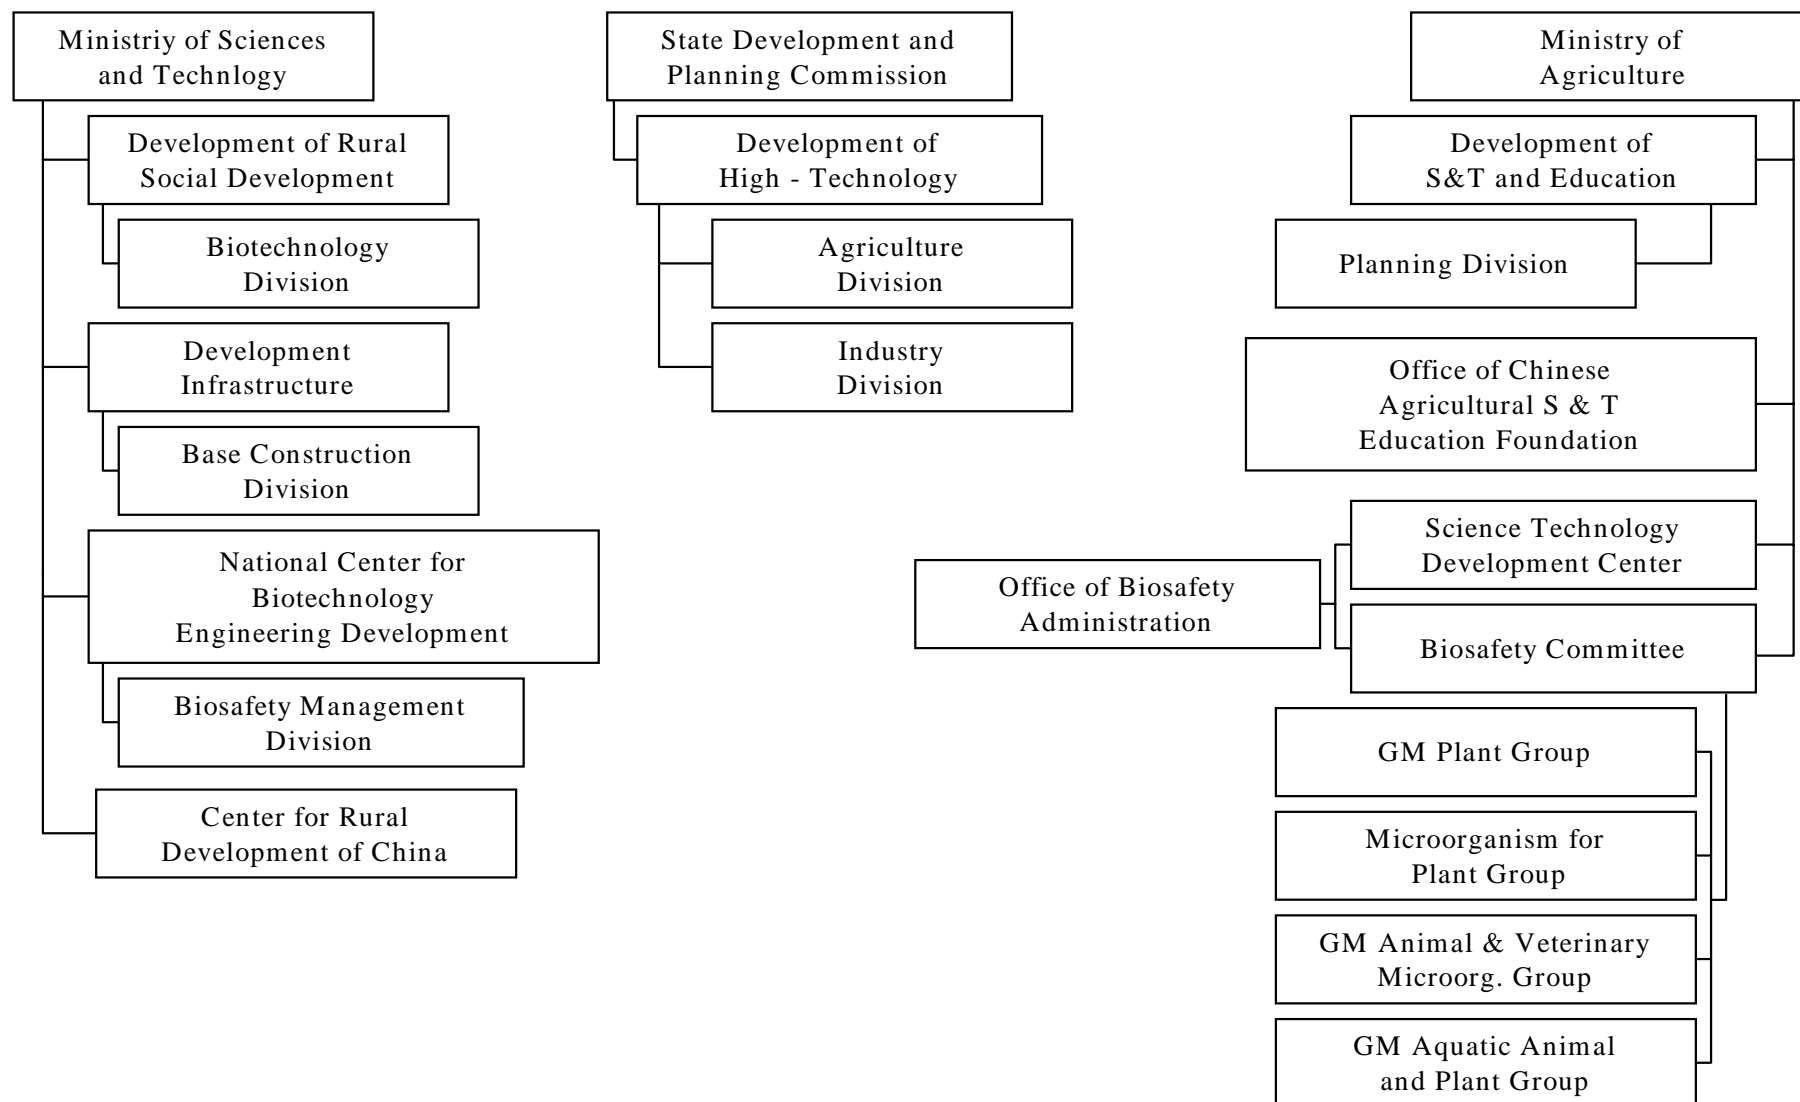 Ministriy of Sciences
and Technlogy
Development of Rural
Social Development
Biotechnology
Division
Development
Infrastructure
Base Construction
Division
National Center for
Biotechnology
Engineering Development
Biosafety Management
Division
Center for Rural
Development of China
State Development and
Planning Commission
Development of
High - Technology
Agriculture
Division
Industry
Division
Ministry of
Agriculture
Development of
S&T and Education
Planning Division
Office of Chinese
Agricultural S & T
Education Foundation
Science Technology
Development Center
Office of Biosafety
Administration
Biosafety Committee
GM Plant Group
Microorganism for
Plant Group
GM Animal & Veterinary
Microorg. Group
GM Aquatic Animal
and Plant Group